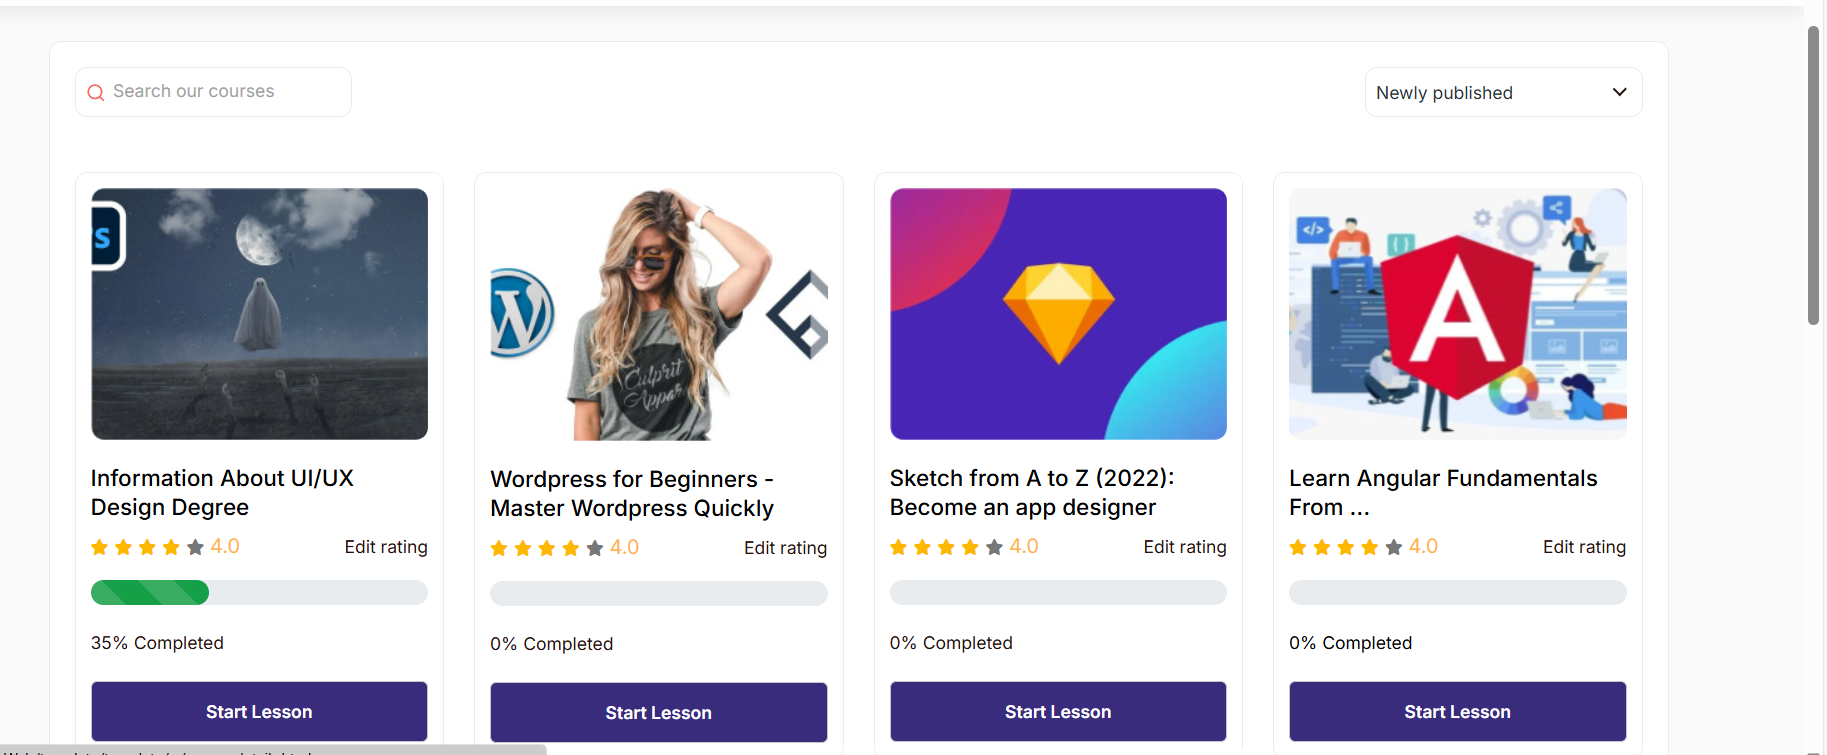 Search our courses
Newly published
s
W
Culprit
Appar
</>
{}
A
Information About UI/UX
Design Degree
4.0
Edit rating
35% Completed
Start Lesson
Wordpress for Beginners -
Master Wordpress Quickly
4.0
Edit rating
0% Completed
Start Lesson
Sketch from A to Z (2022):
Become an app designer
4.0
Edit rating
0% Completed
Start Lesson
Learn Angular Fundamentals
From ...
4.0
Edit rating
0% Completed
Start Lesson